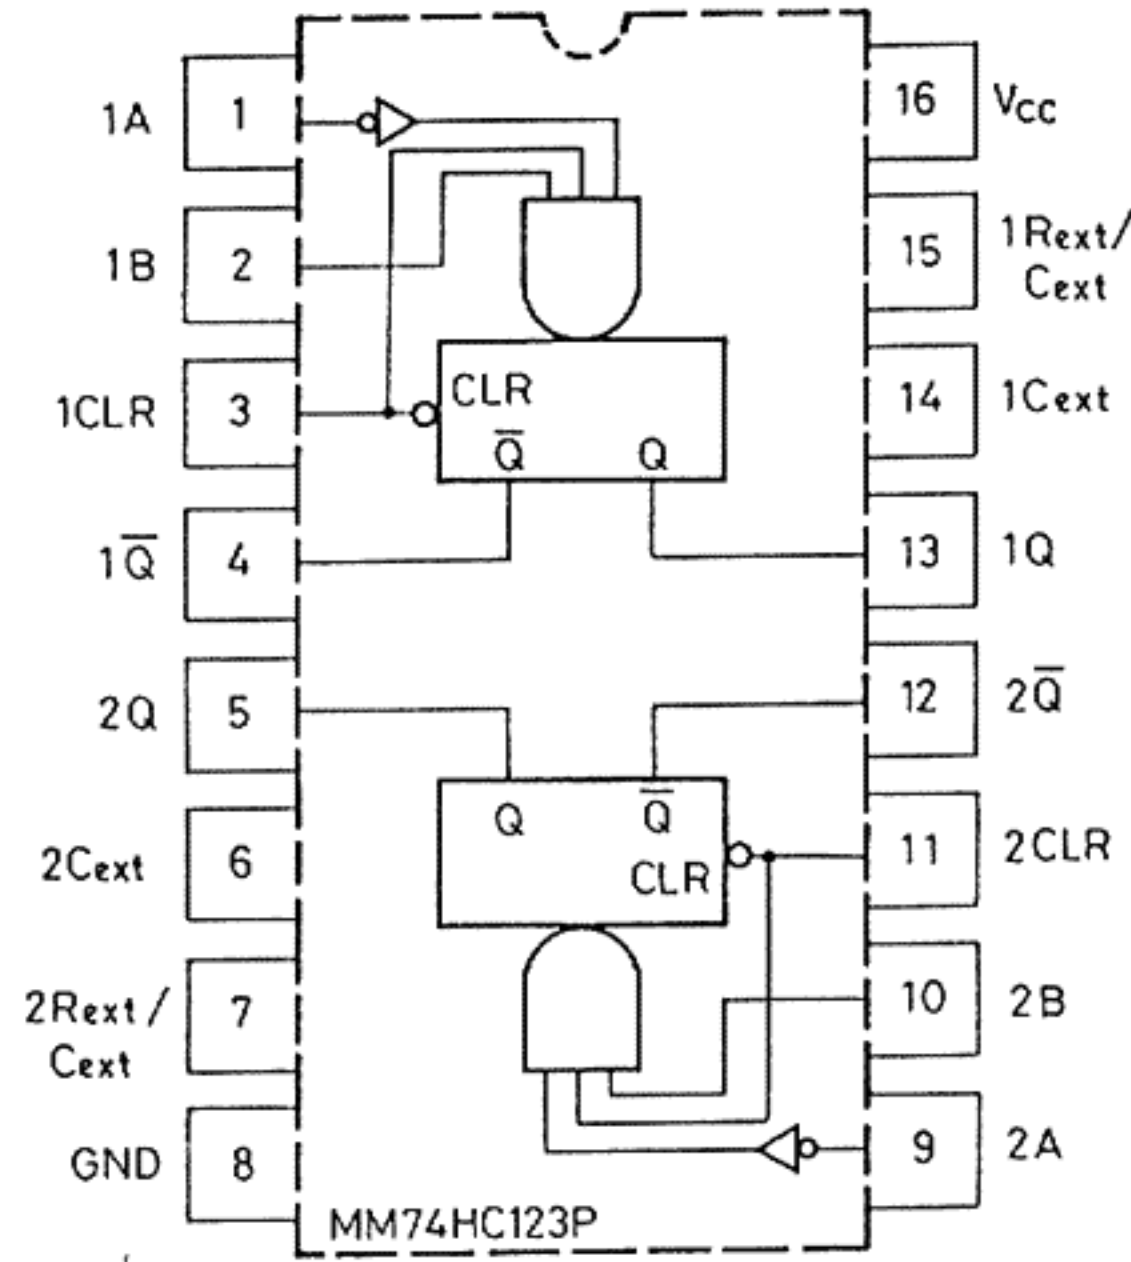 1A 1 16 VCC
1B 2 15 1Rext/
Cext
1CLR 3 CLR 14 1Cext
Q̅ Q
1Q̅ 4 13 1Q
2Q 5 12 2Q̅
Q Q̅
2Cext 6 CLR 11 2CLR
2Rext/ 7 10 2B
Cext
GND 8 9 2A
MM74HC123P